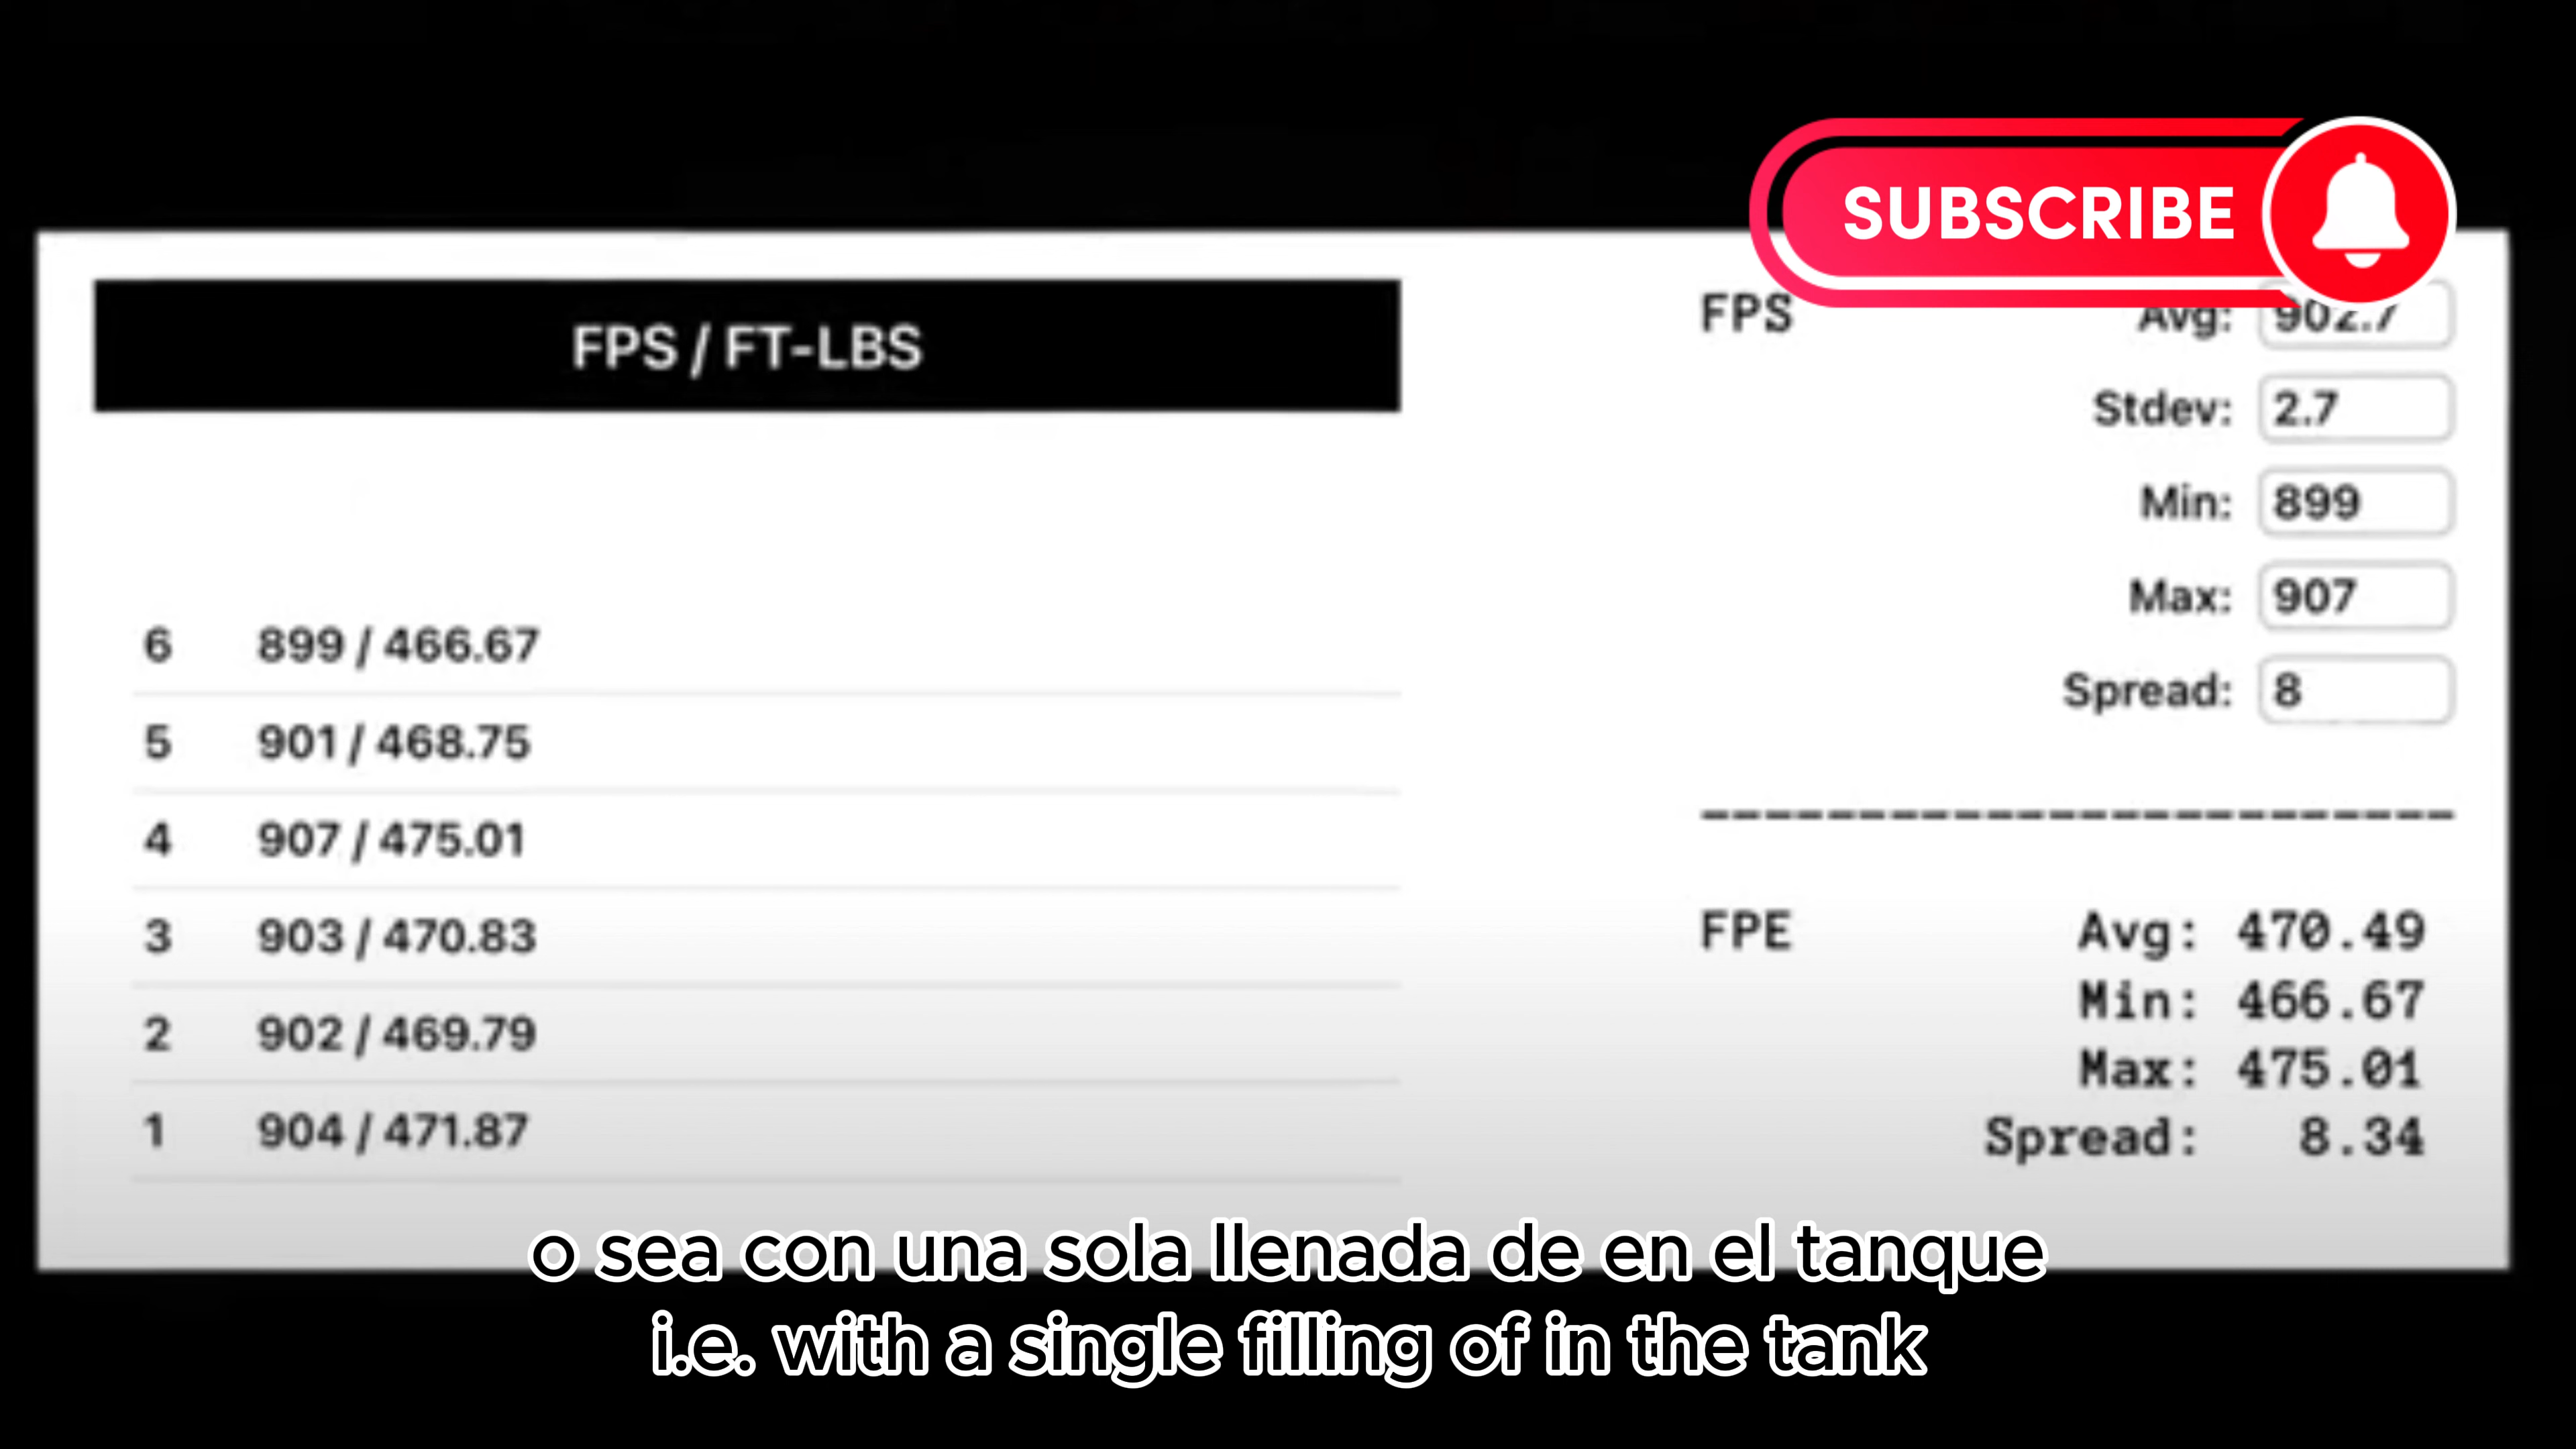 SUBSCRIBE
FPS / FT-LBS
6 899 / 466.67
5 901 / 468.75
4 907 / 475.01
3 903 / 470.83
2 902 / 469.79
1 904 / 471.87
FPS Avg: 902.7
Stdev: 2.7
Min: 899
Max: 907
Spread: 8
------------------------
FPE Avg: 470.49
Min: 466.67
Max: 475.01
Spread: 8.34
o sea con una sola llenada de en el tanque
i.e. with a single filling of in the tank